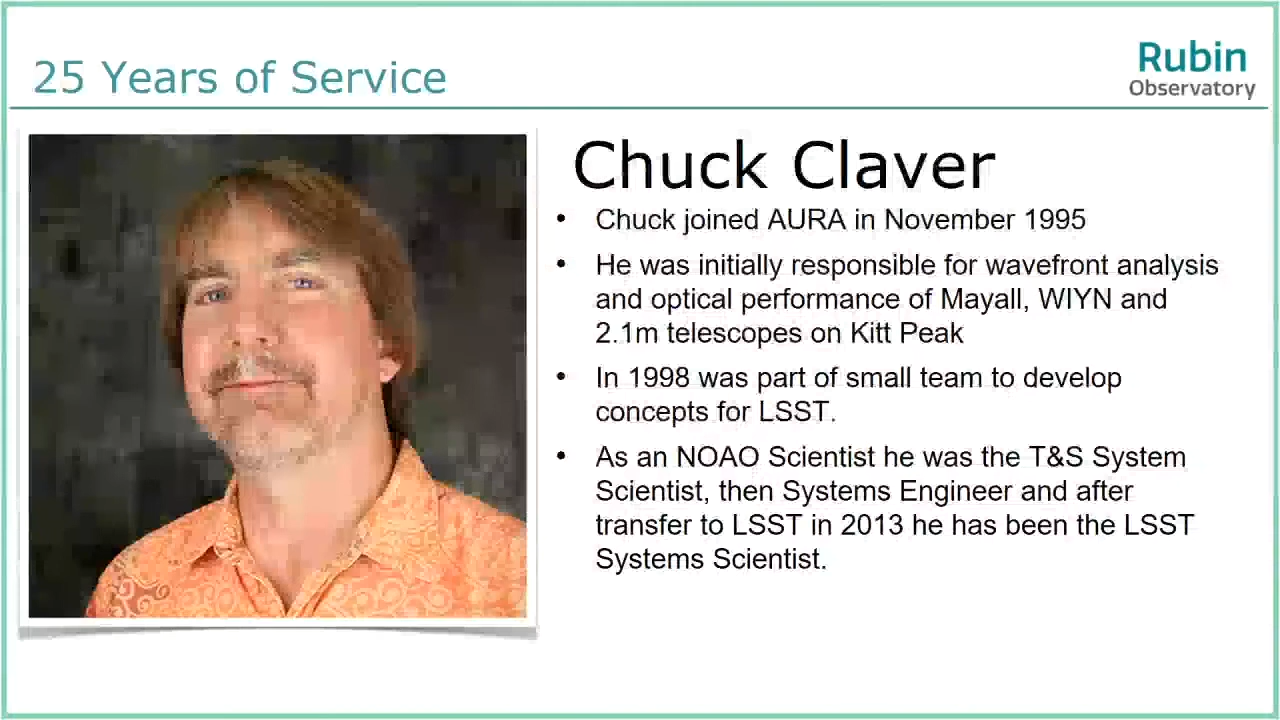 25 Years of Service
Rubin
Observatory
Chuck Claver
• Chuck joined AURA in November 1995
• He was initially responsible for wavefront analysis
and optical performance of Mayall, WIYN and
2.1m telescopes on Kitt Peak
• In 1998 was part of small team to develop
concepts for LSST.
• As an NOAO Scientist he was the T&S System
Scientist, then Systems Engineer and after
transfer to LSST in 2013 he has been the LSST
Systems Scientist.